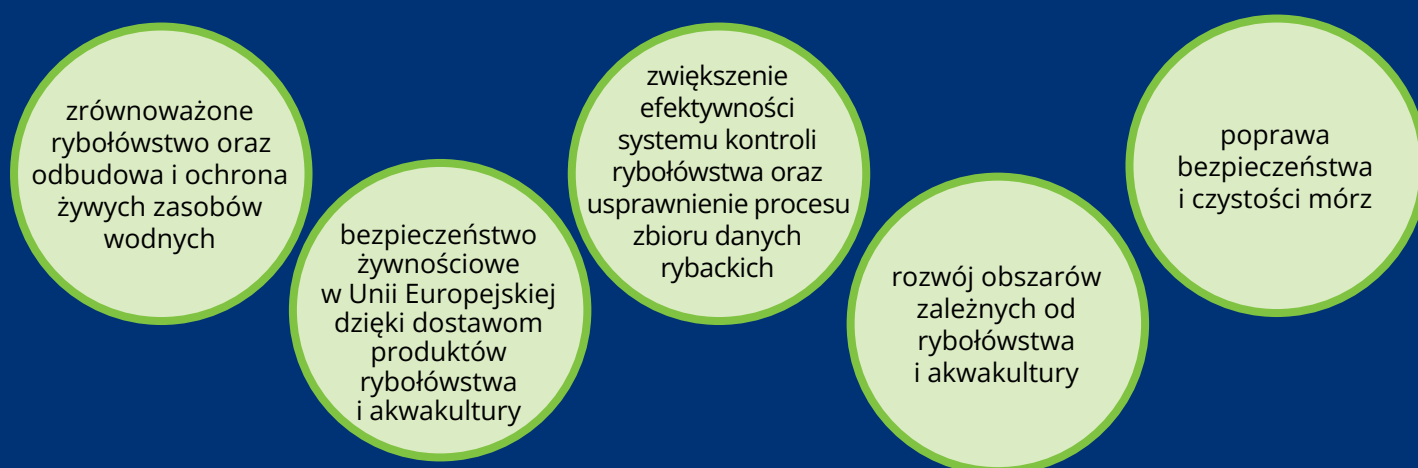 zrównoważone
rybołówstwo oraz
odbudowa i ochrona
żywych zasobów
wodnych
bezpieczeństwo
żywnościowe
w Unii Europejskiej
dzięki dostawom
produktów
rybołówstwa
i akwakultury
zwiększenie
efektywności
systemu kontroli
rybołówstwa oraz
usprawnienie procesu
zbioru danych
rybackich
rozwój obszarów
zależnych od
rybołówstwa
i akwakultury
poprawa
bezpieczeństwa
i czystości mórz